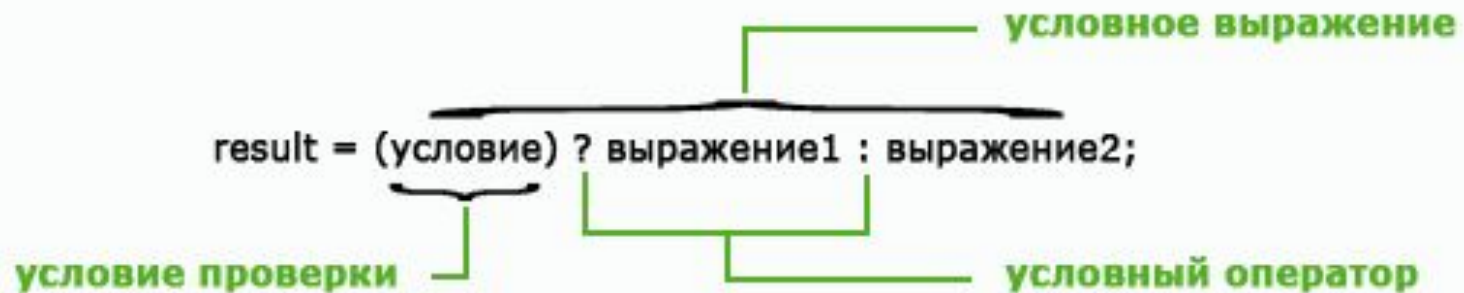 условное выражение
result = (условие) ? выражение1 : выражение2;
условие проверки
условный оператор